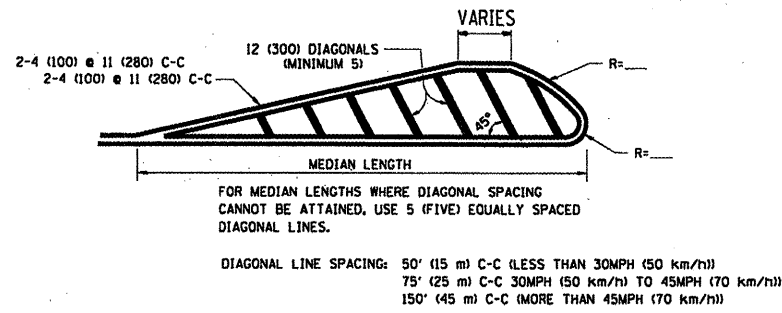 VARIES
12 (300) DIAGONALS
(MINIMUM 5)
2-4 (100) @ 11 (280) C-C
2-4 (100) @ 11 (280) C-C
R=___
45°
R=___
MEDIAN LENGTH
FOR MEDIAN LENGTHS WHERE DIAGONAL SPACING
CANNOT BE ATTAINED, USE 5 (FIVE) EQUALLY SPACED
DIAGONAL LINES.
DIAGONAL LINE SPACING: 50' (15 m) C-C (LESS THAN 30MPH (50 km/h))
75' (25 m) C-C 30MPH (50 km/h) TO 45MPH (70 km/h))
150' (45 m) C-C (MORE THAN 45MPH (70 km/h))